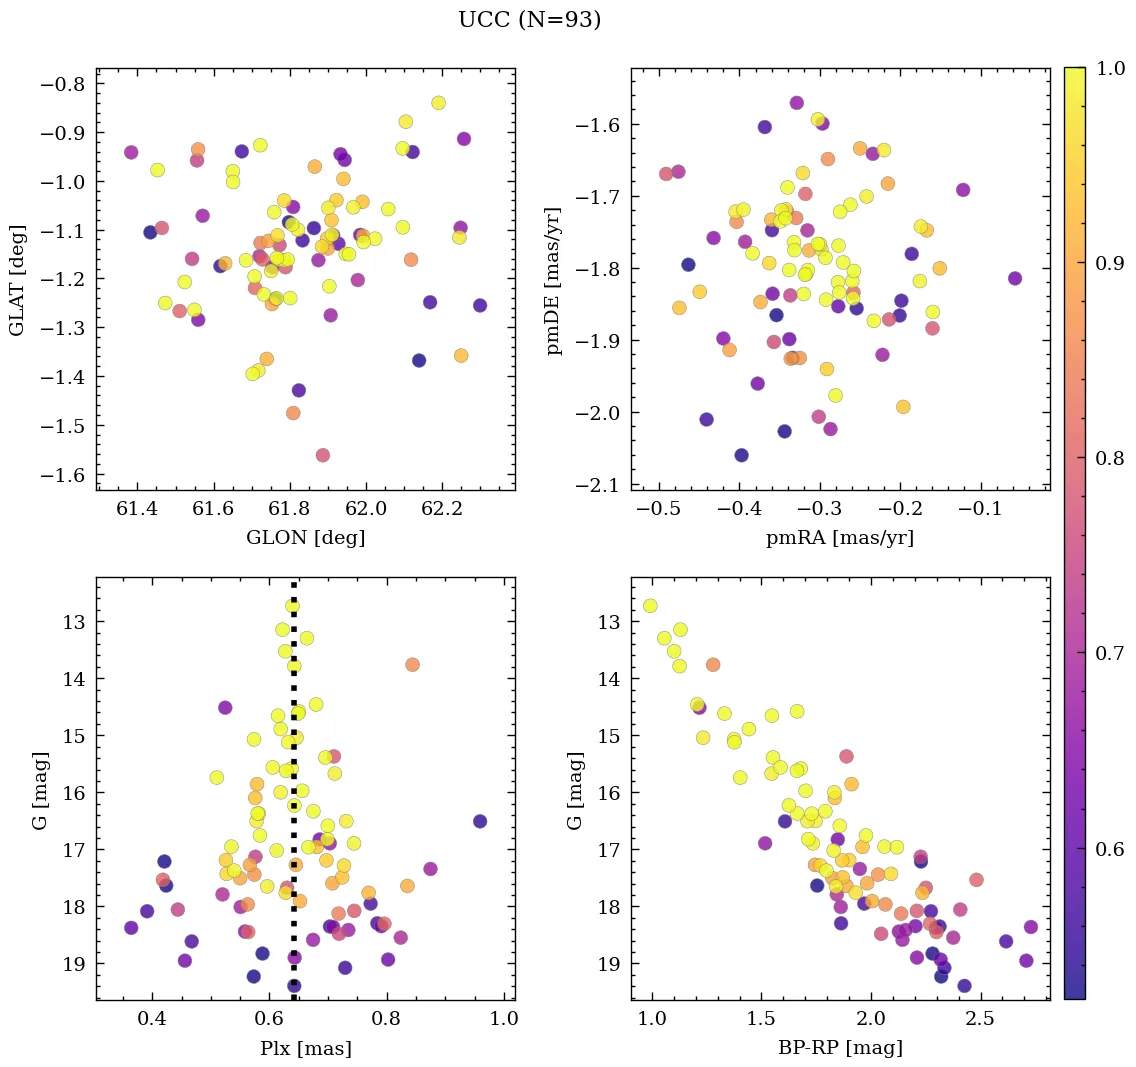 UCC (N=93)
−0.8
−0.9
−1.0
−1.1
−1.2
−1.3
−1.4
−1.5
−1.6
GLAT [deg]
61.4 61.6 61.8 62.0 62.2
GLON [deg]
−1.6
−1.7
−1.8
−1.9
−2.0
−2.1
pmDE [mas/yr]
−0.5 −0.4 −0.3 −0.2 −0.1
pmRA [mas/yr]
13
14
15
16
17
18
19
G [mag]
0.4 0.6 0.8 1.0
Plx [mas]
13
14
15
16
17
18
19
G [mag]
1.0 1.5 2.0 2.5
BP-RP [mag]
1.0
0.9
0.8
0.7
0.6